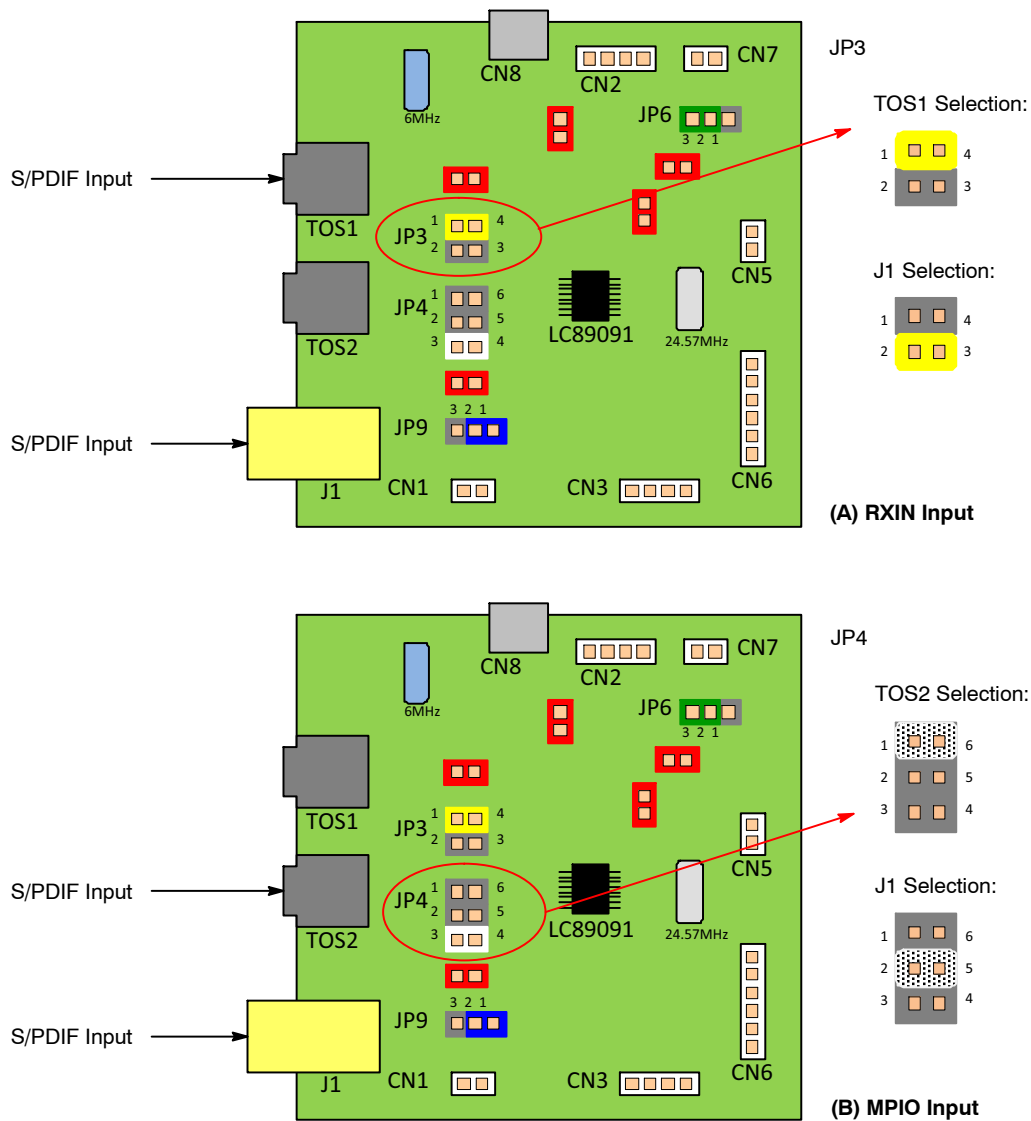 JP3
CN8
CN2
CN7
6MHz
JP6
3 2 1
TOS1 Selection:
1 4
2 3
S/PDIF Input
TOS1
JP3
1 4
2 3
CN5
J1 Selection:
1 4
2 3
TOS2
JP4
1 6
2 5
3 4
LC89091
24.57MHz
S/PDIF Input
JP9
3 2 1
J1
CN1
CN3
CN6
(A) RXIN Input
JP4
CN8
CN2
CN7
6MHz
JP6
3 2 1
TOS2 Selection:
1 6
2 5
3 4
TOS1
JP3
1 4
2 3
CN5
S/PDIF Input
TOS2
JP4
1 6
2 5
3 4
LC89091
24.57MHz
J1 Selection:
1 6
2 5
3 4
S/PDIF Input
JP9
3 2 1
J1
CN1
CN3
CN6
(B) MPIO Input